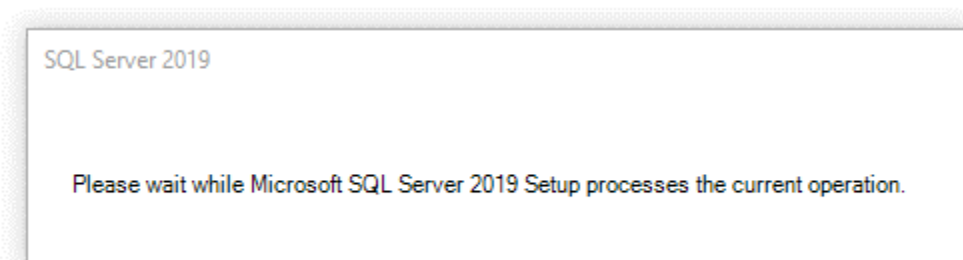 SQL Server 2019
Please wait while Microsoft SQL Server 2019 Setup processes the current operation.